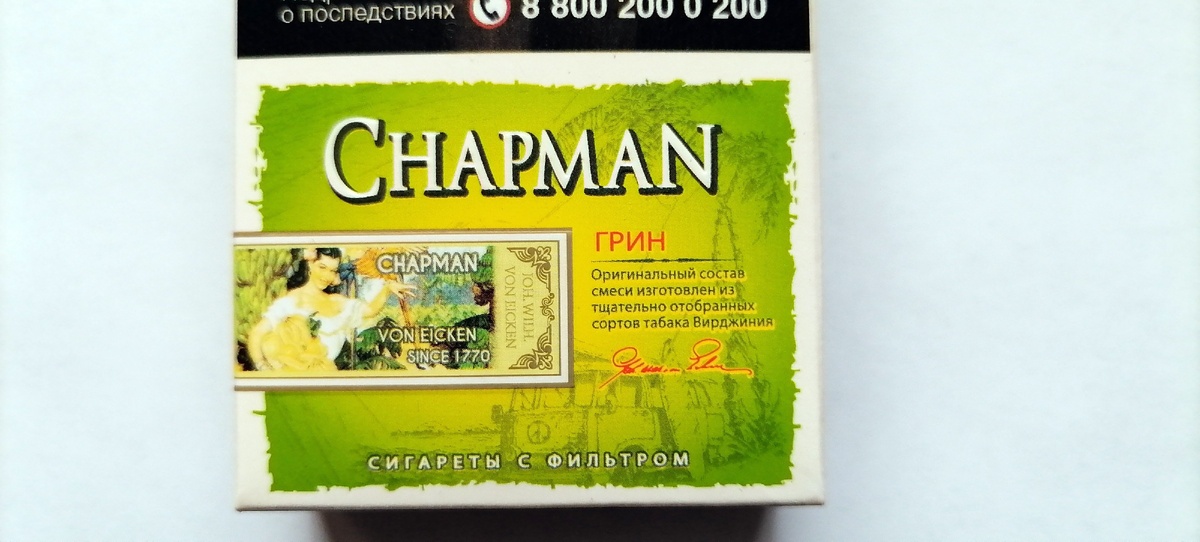 о последствиях
8 800 200 0 200
CHAPMAN
ГРИН
Оригинальный состав
смеси изготовлен из
тщательно отобранных
сортов табака Вирджиния
CHAPMAN
VON EICKEN
SINCE 1770
JOH. WILH.
VON EICKEN
СИГАРЕТЫ С ФИЛЬТРОМ